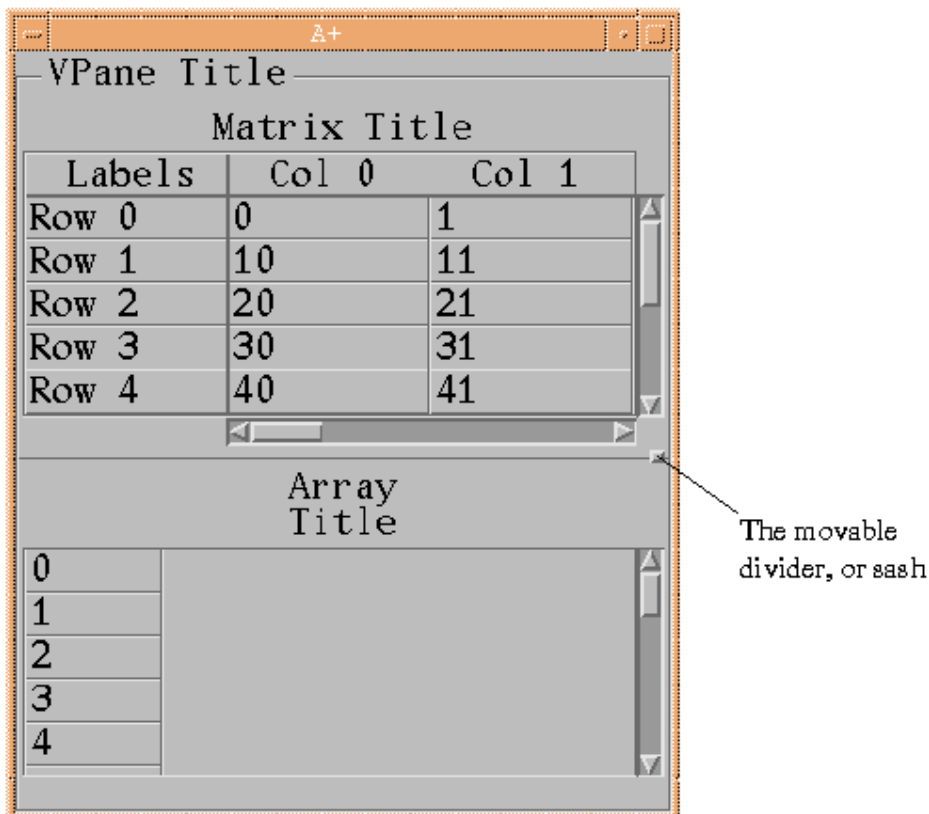 A+
VPane Title
Matrix Title
Labels Col 0 Col 1
Row 0 0 1
Row 1 10 11
Row 2 20 21
Row 3 30 31
Row 4 40 41
Array
Title
The movable
divider, or sash
0
1
2
3
4